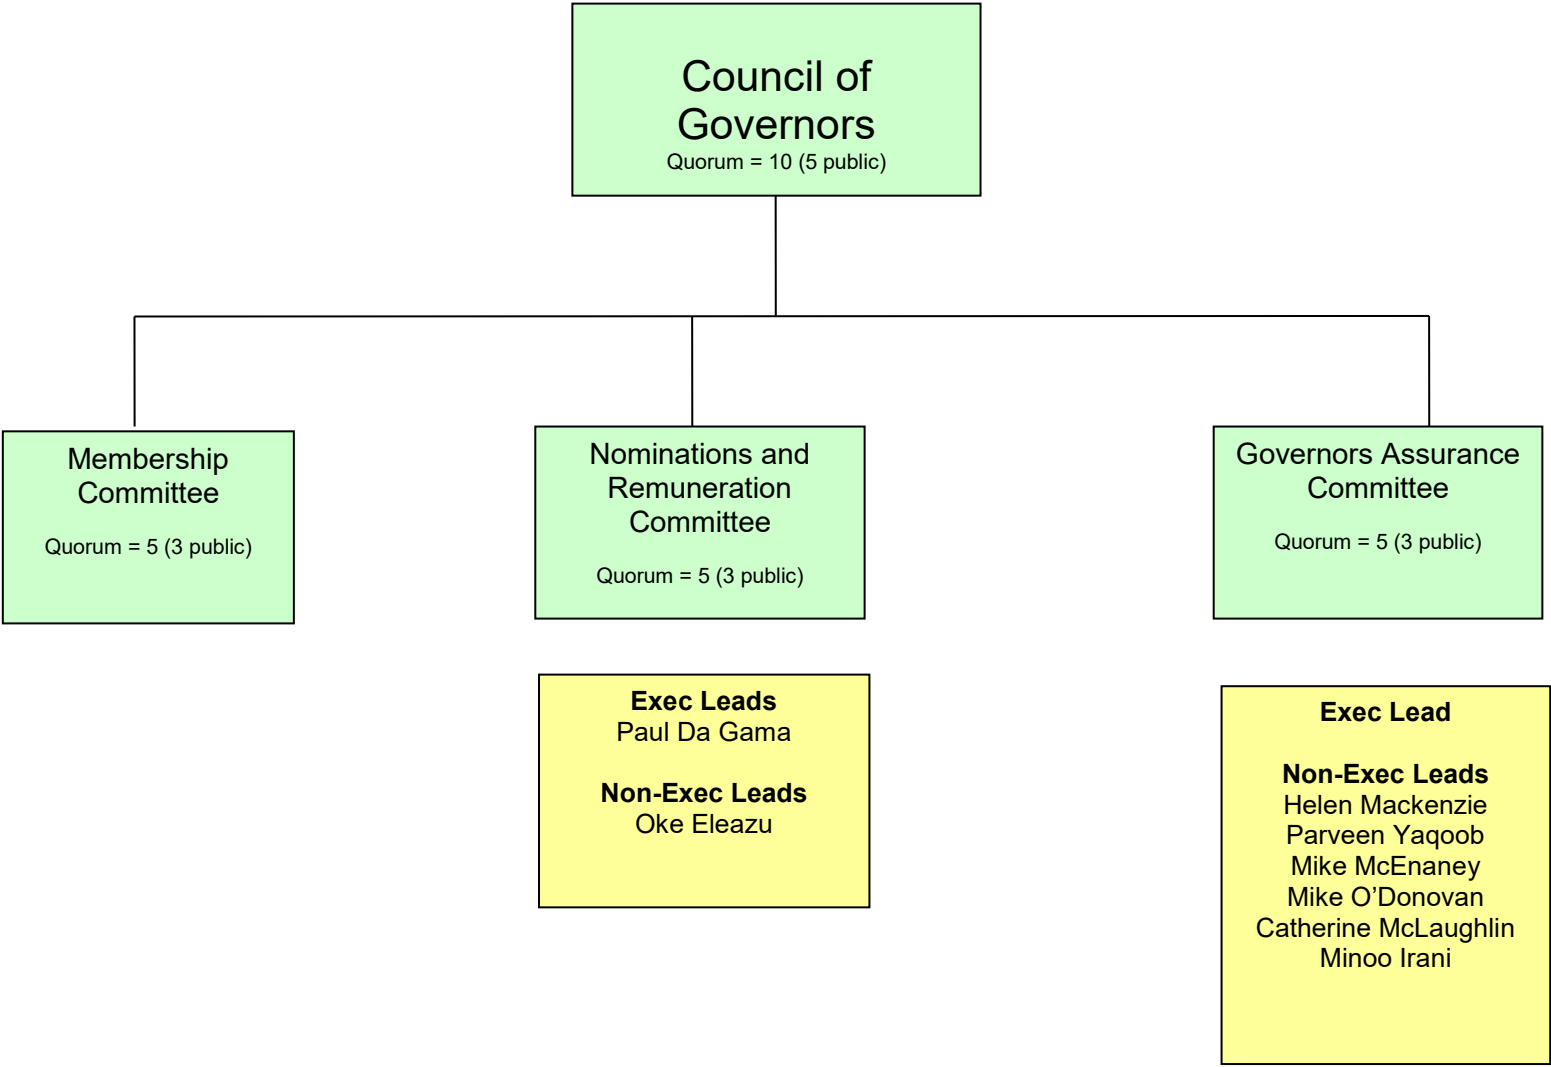 Council of
Governors
Quorum = 10 (5 public)
Membership
Committee
Quorum = 5 (3 public)
Nominations and
Remuneration
Committee
Quorum = 5 (3 public)
Governors Assurance
Committee
Quorum = 5 (3 public)
Exec Leads
Paul Da Gama
Non-Exec Leads
Oke Eleazu
Exec Lead
Non-Exec Leads
Helen Mackenzie
Parveen Yaqoob
Mike McEnaney
Mike O’Donovan
Catherine McLaughlin
Minoo Irani